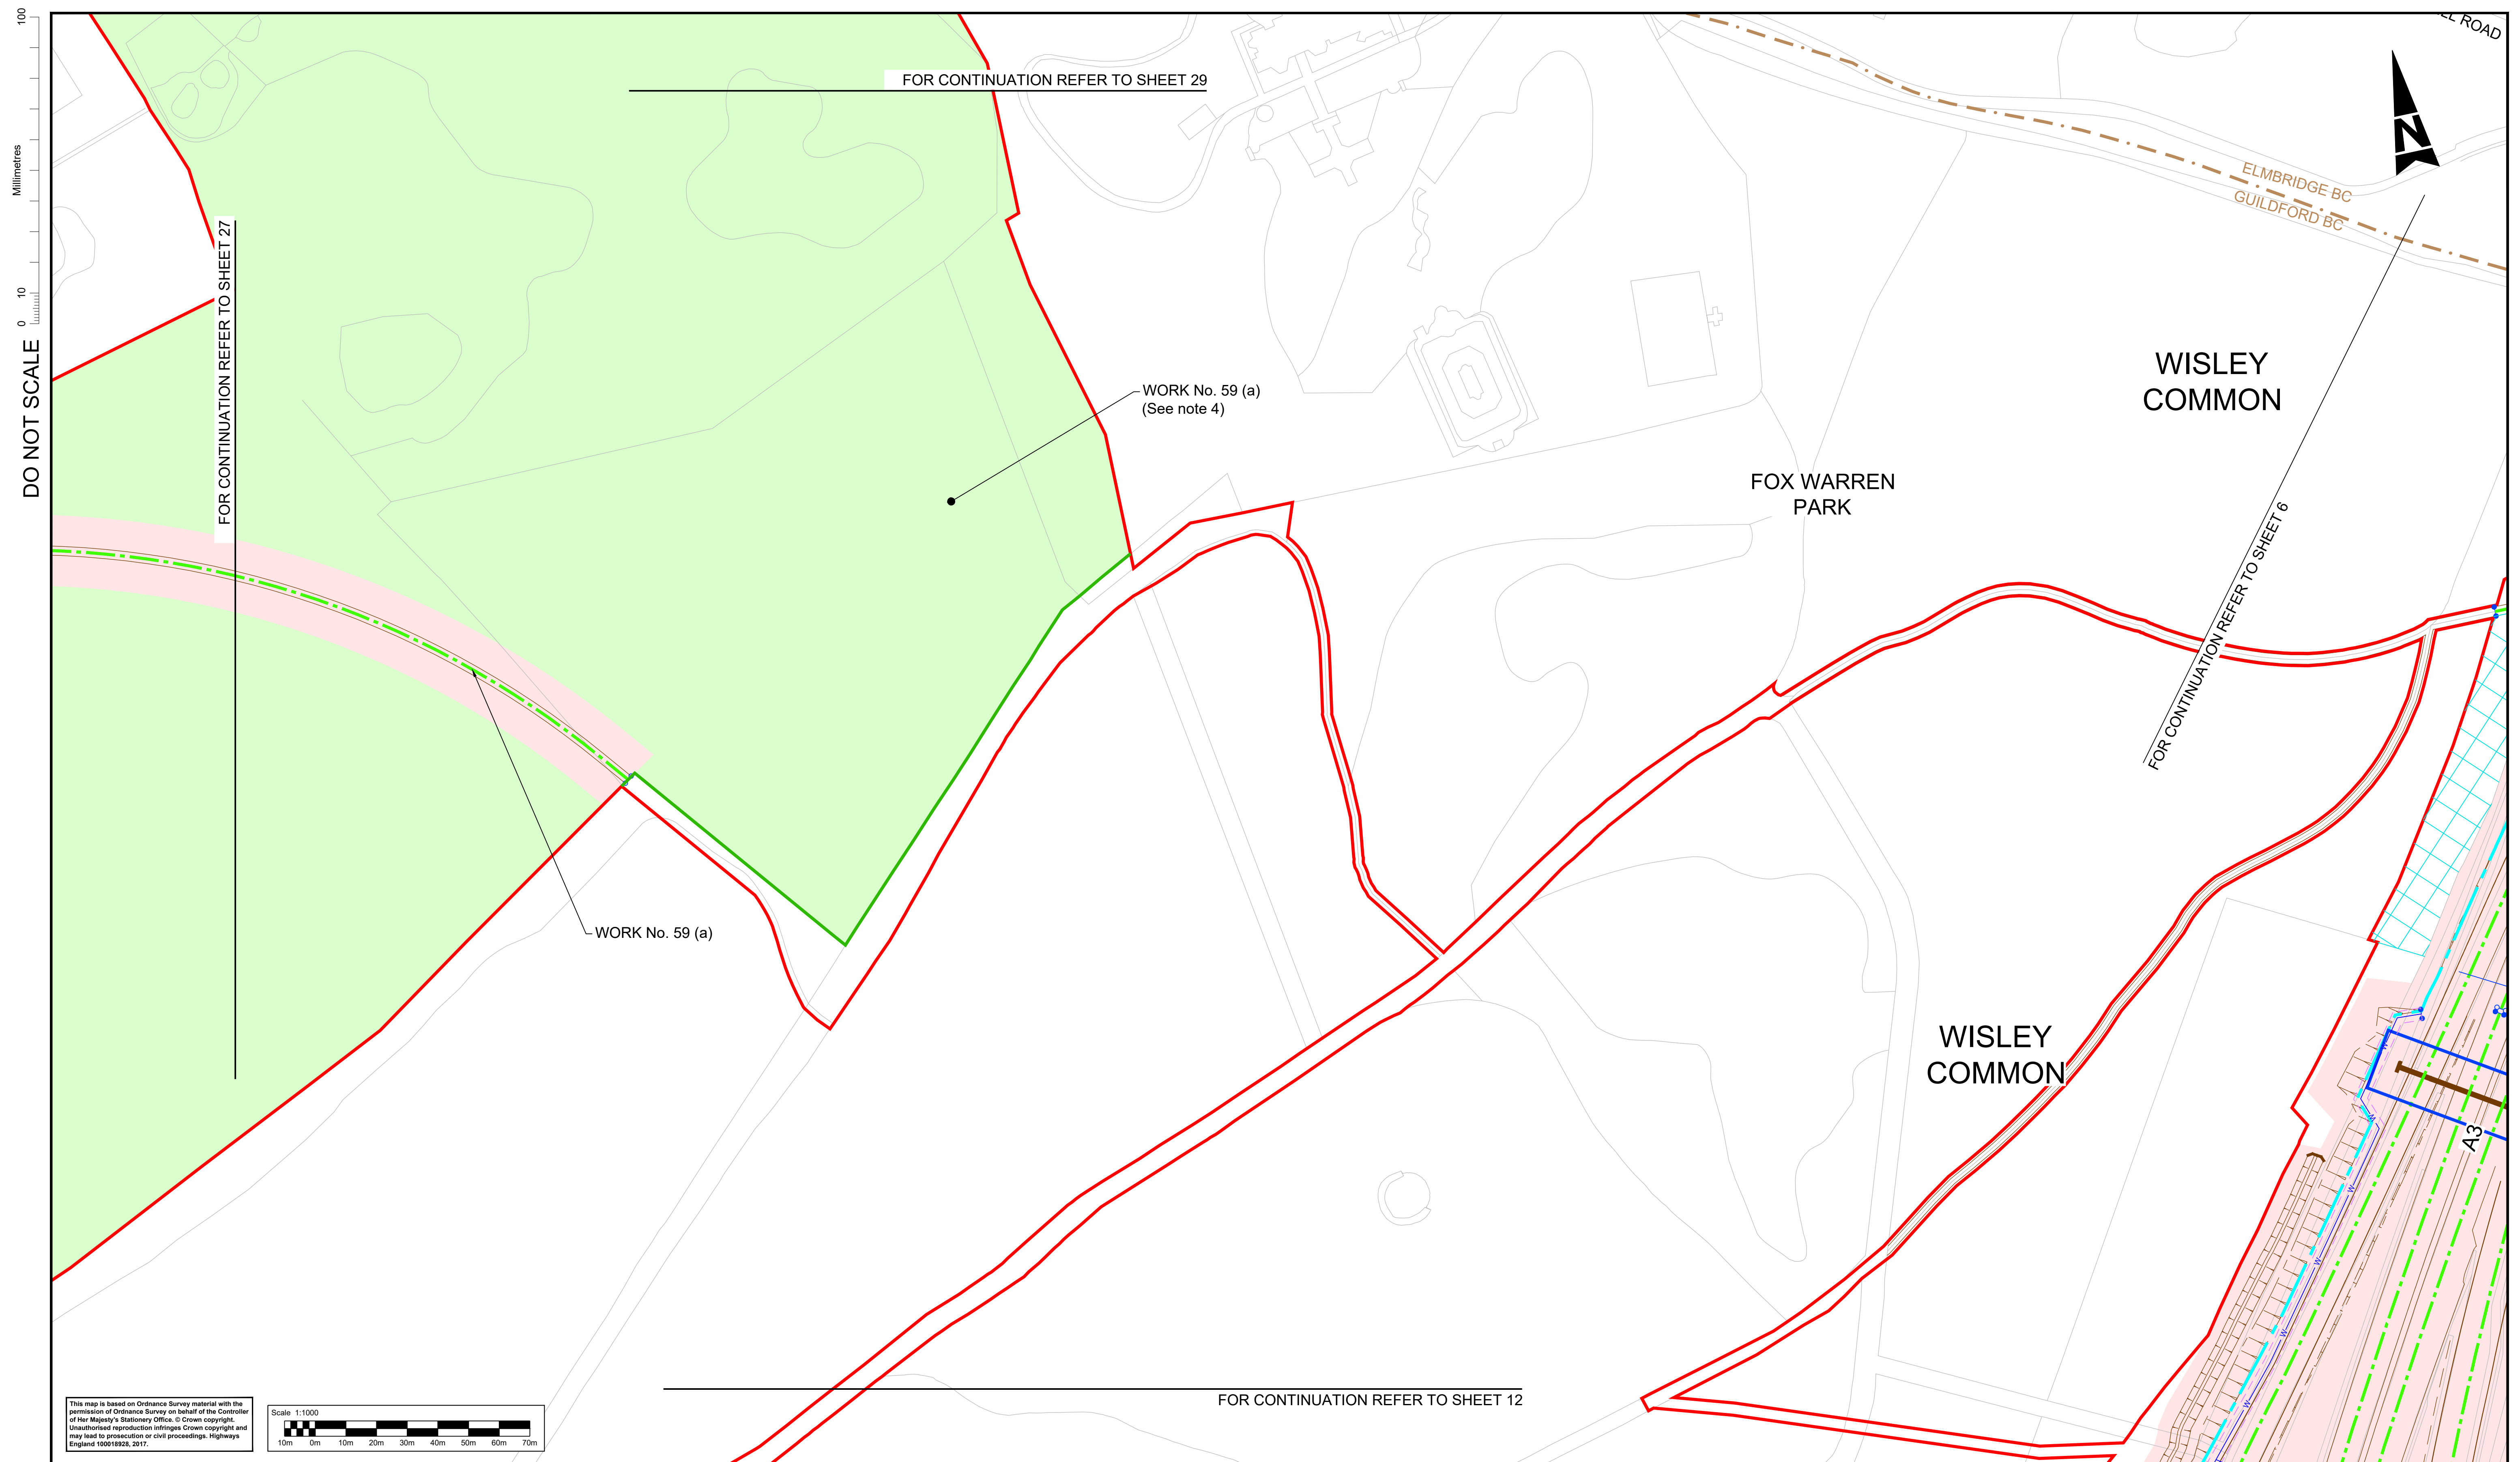 100
Millimetres
10
0
DO NOT SCALE
FOR CONTINUATION REFER TO SHEET 29
FOR CONTINUATION REFER TO SHEET 27
ROAD
N
ELMBRIDGE BC
GUILDFORD BC
WORK No. 59 (a)
(See note 4)
WISLEY
COMMON
FOX WARREN
PARK
FOR CONTINUATION REFER TO SHEET 6
WORK No. 59 (a)
WISLEY
COMMON
A3
W
W
W
W
W
W
FOR CONTINUATION REFER TO SHEET 12
This map is based on Ordnance Survey material with the
permission of Ordnance Survey on behalf of the Controller
of Her Majesty's Stationery Office. © Crown copyright.
Unauthorised reproduction infringes Crown copyright and
may lead to prosecution or civil proceedings. Highways
England 100018928, 2017.
Scale 1:1000
10m 0m 10m 20m 30m 40m 50m 60m 70m